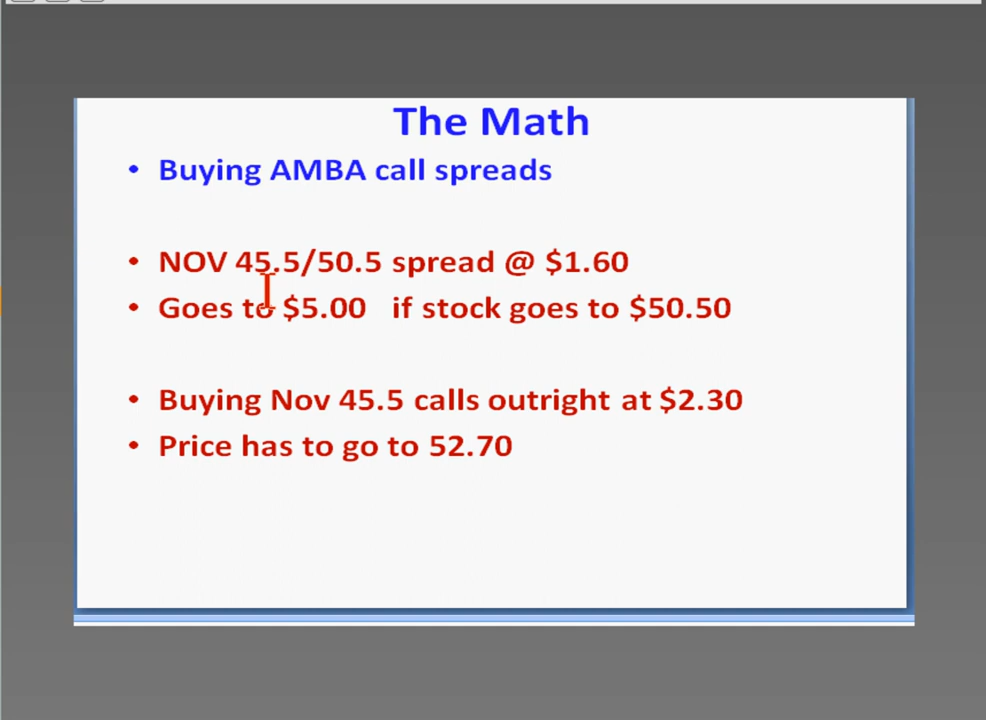 The Math
• Buying AMBA call spreads
• NOV 45.5/50.5 spread @ $1.60
• Goes to $5.00 if stock goes to $50.50
• Buying Nov 45.5 calls outright at $2.30
• Price has to go to 52.70